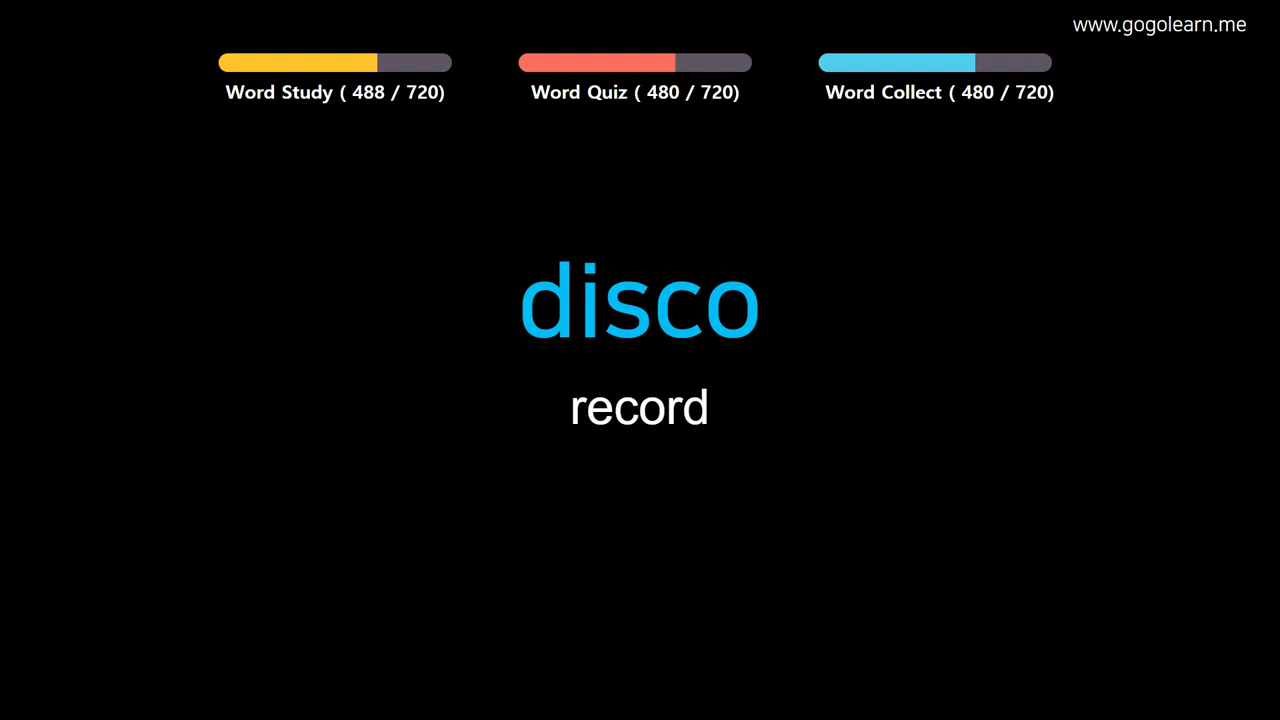 www.gogolearn.me
Word Study ( 488 / 720)
Word Quiz ( 480 / 720)
Word Collect ( 480 / 720)
disco
record